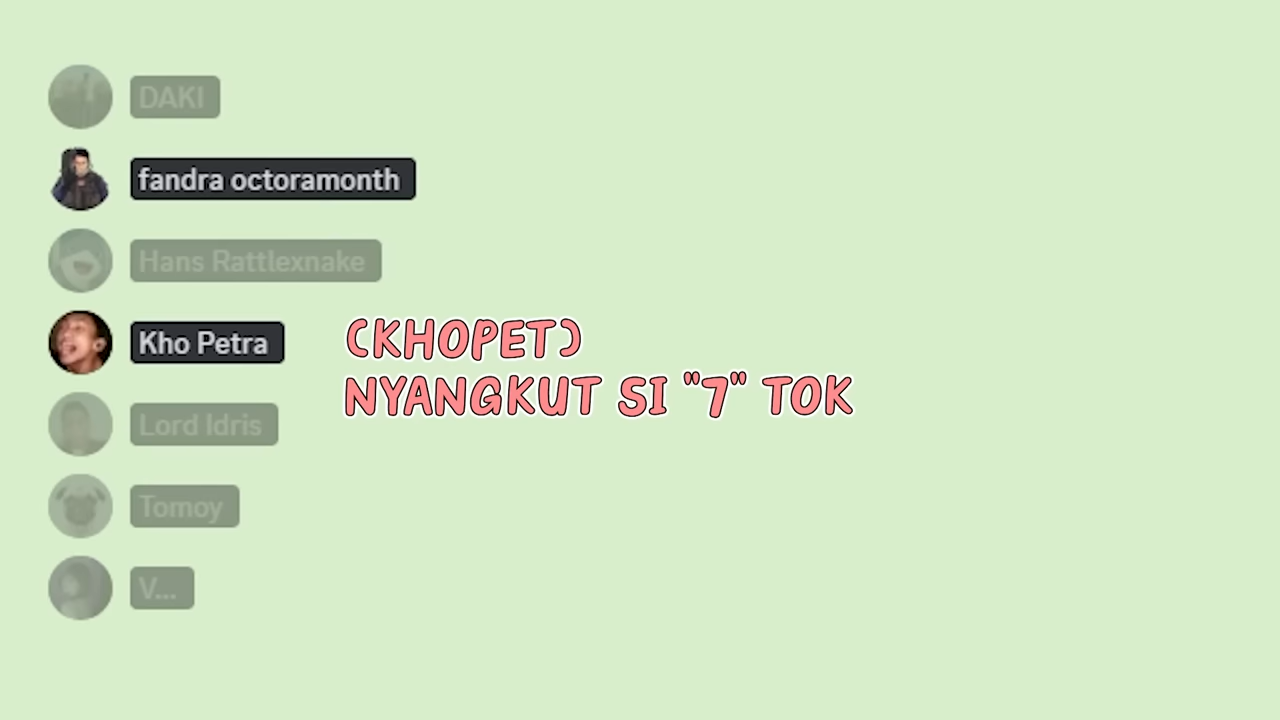 DAKI
fandra octoramonth
Hans Rattlexnake
Kho Petra
(KHOPET)
NYANGKUT SI "7" TOK
Lord Idris
Tomoy
V...